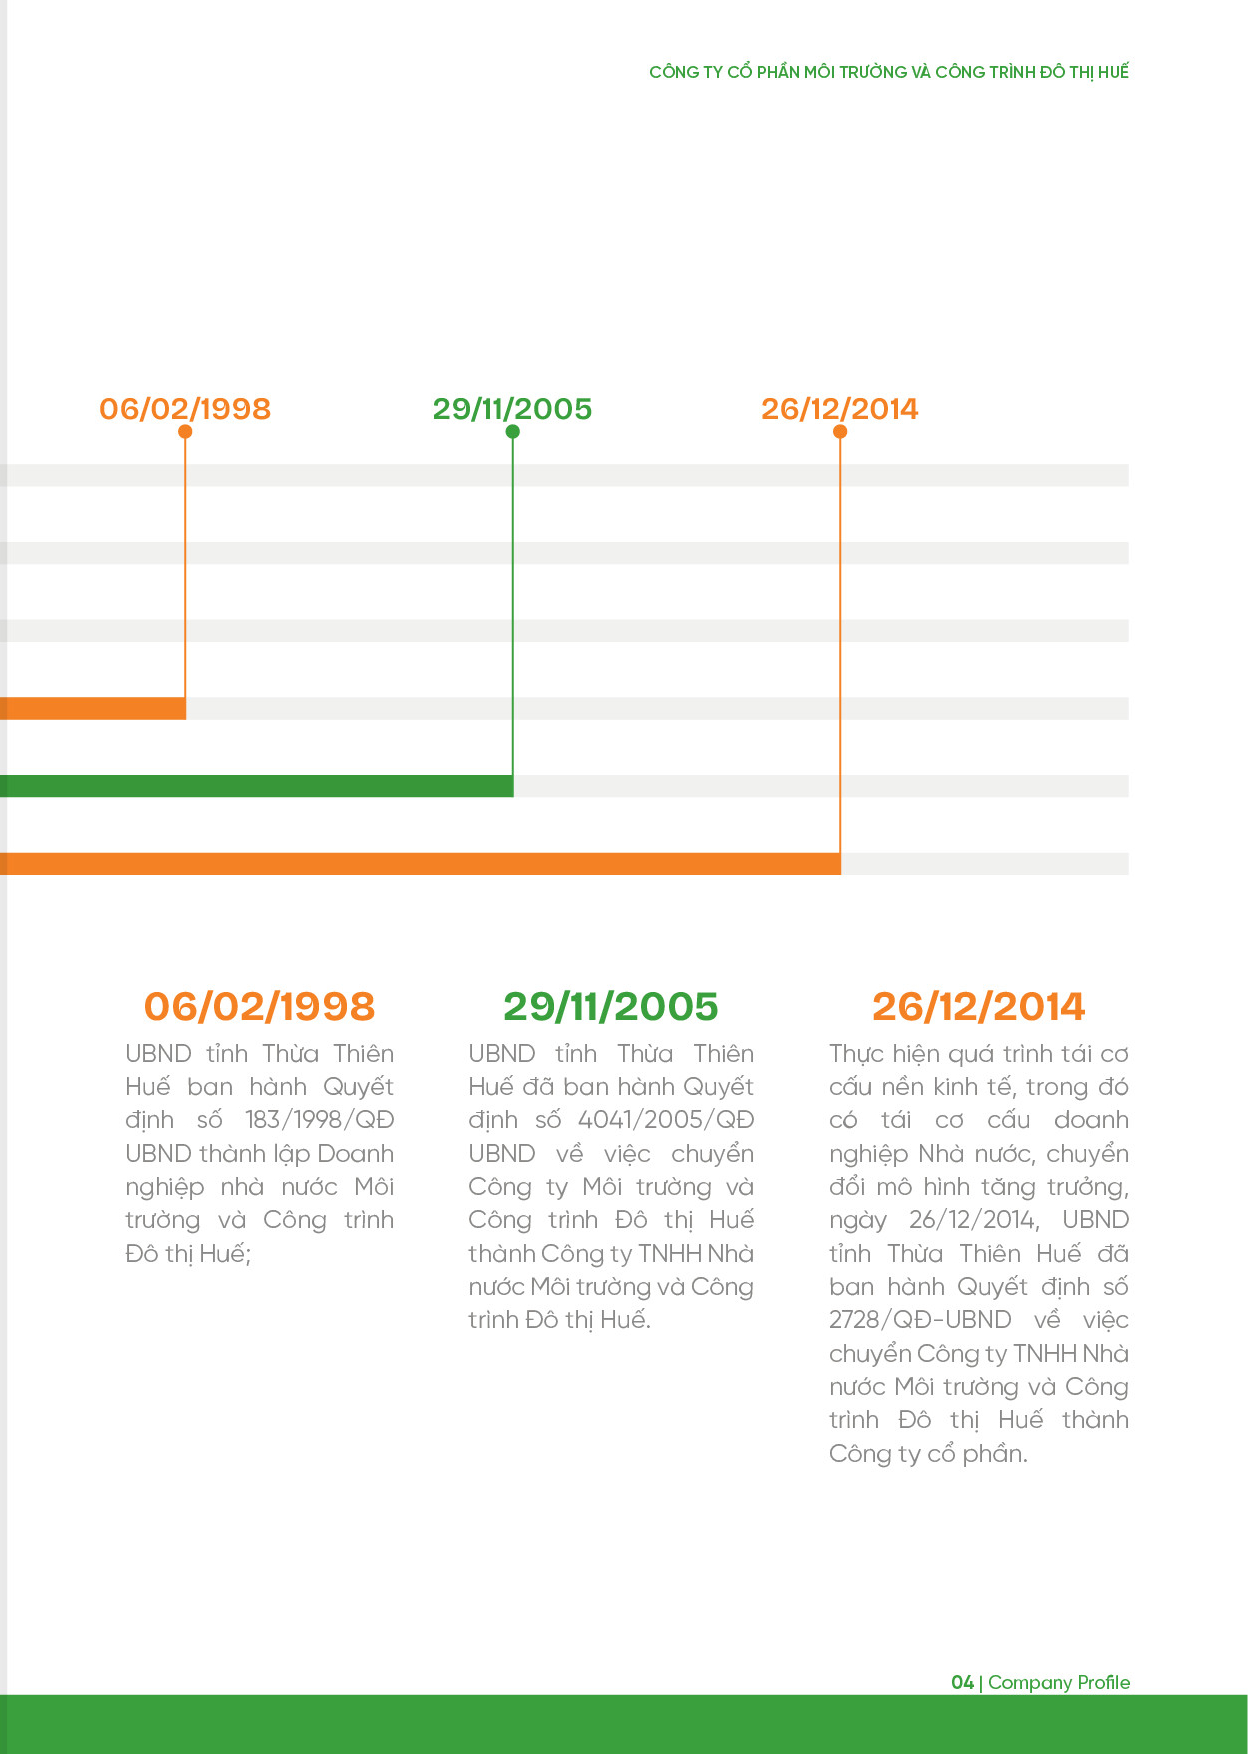 CÔNG TY CỔ PHẦN MÔI TRƯỜNG VÀ CÔNG TRÌNH ĐÔ THỊ HUẾ
06/02/1998
29/11/2005
26/12/2014
06/02/1998
UBND tỉnh Thừa Thiên
Huế ban hành Quyết
định số 183/1998/QĐ
UBND thành lập Doanh
nghiệp nhà nước Môi
trường và Công trình
Đô thị Huế;
29/11/2005
UBND tỉnh Thừa Thiên
Huế đã ban hành Quyết
định số 4041/2005/QĐ
UBND về việc chuyển
Công ty Môi trường và
Công trình Đô thị Huế
thành Công ty TNHH Nhà
nước Môi trường và Công
trình Đô thị Huế.
26/12/2014
Thực hiện quá trình tái cơ
cấu nền kinh tế, trong đó
có tái cơ cấu doanh
nghiệp Nhà nước, chuyển
đổi mô hình tăng trưởng,
ngày 26/12/2014, UBND
tỉnh Thừa Thiên Huế đã
ban hành Quyết định số
2728/QĐ-UBND về việc
chuyển Công ty TNHH Nhà
nước Môi trường và Công
trình Đô thị Huế thành
Công ty cổ phần.
04 | Company Profile